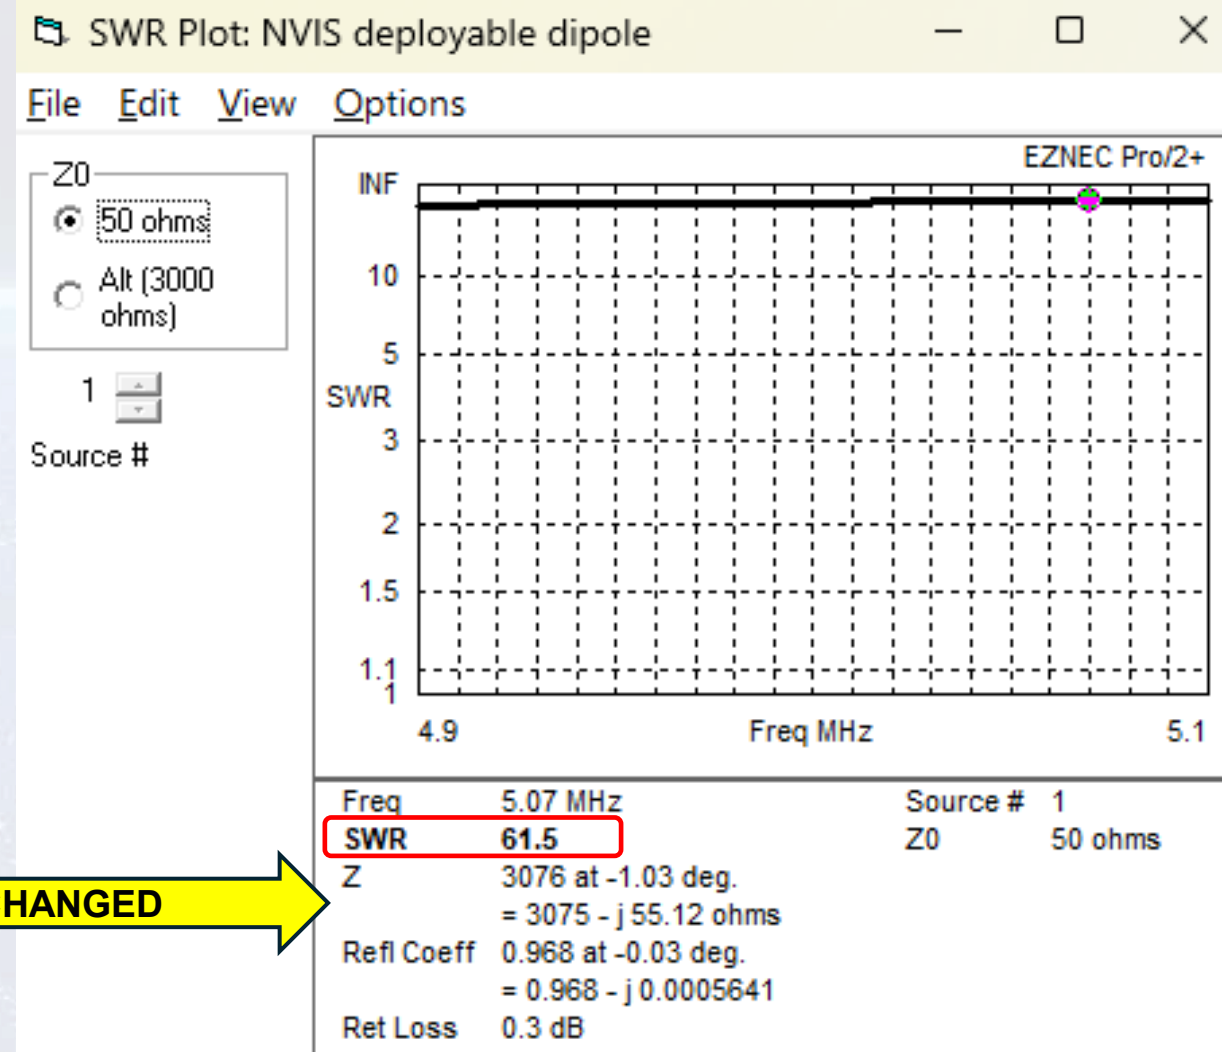 SWR Plot: NVIS deployable dipole
File Edit View Options
Z0
50 ohms
Alt (3000
ohms)
1
Source #
EZNEC Pro/2+
INF
10
5
SWR
3
2
1.5
1.1
1
4.9 Freq MHz 5.1
Freq 5.07 MHz Source # 1
SWR 61.5 Z0 50 ohms
Z 3076 at -1.03 deg.
HANGED
= 3075 - j 55.12 ohms
Refl Coeff 0.968 at -0.03 deg.
= 0.968 - j 0.0005641
Ret Loss 0.3 dB